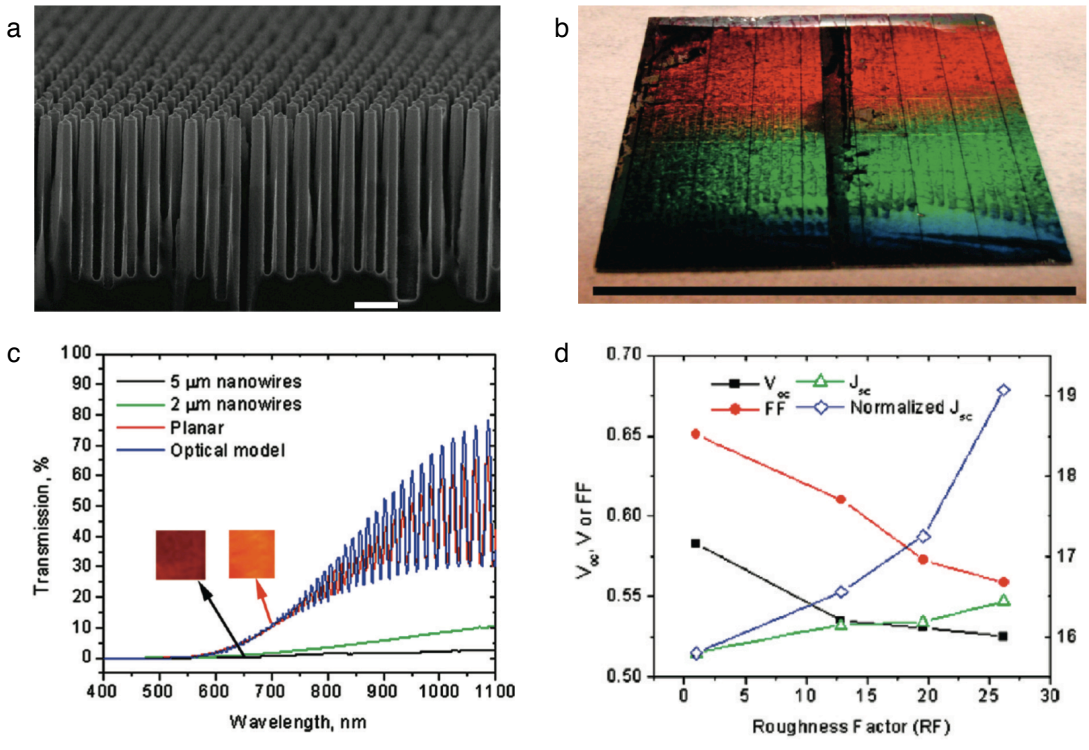 a
b
c
100
90
80
70
60
50
40
30
20
10
0
Transmission, %
5 µm nanowires
2 µm nanowires
Planar
Optical model
400 500 600 700 800 900 1000 1100
Wavelength, nm
d
0.70
0.65
0.60
0.55
0.50
Voc, V or FF
Voc
Jsc
FF
Normalized Jsc
19
18
17
16
0 5 10 15 20 25 30
Roughness Factor (RF)